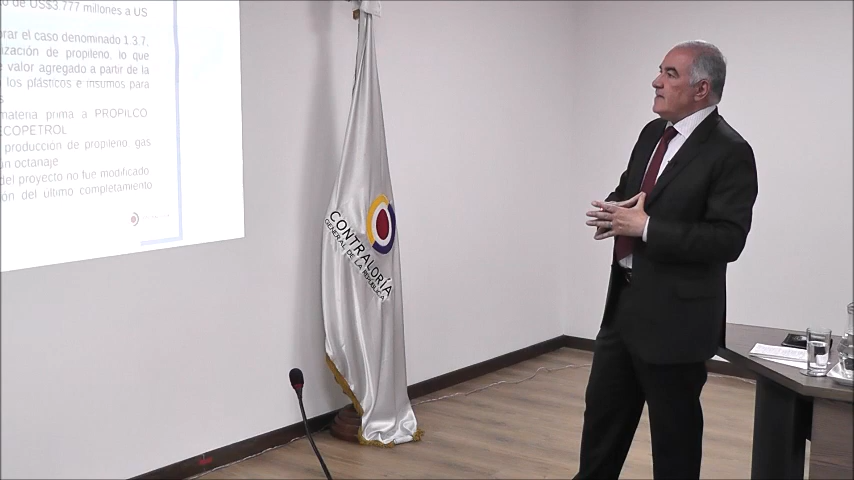 o de US$3 777 millones a US
rar el caso denominado 1.3.7,
ización de propileno, lo que
valor agregado a partir de la
los plásticos e insumos para
s
materia prima a PROPILCO
ECOPETROL
producción de propileno, gas
un octanaje
del proyecto no fue modificado
ón del último completamiento
CONTRALORÍA
GENERAL DE LA REPÚBLICA